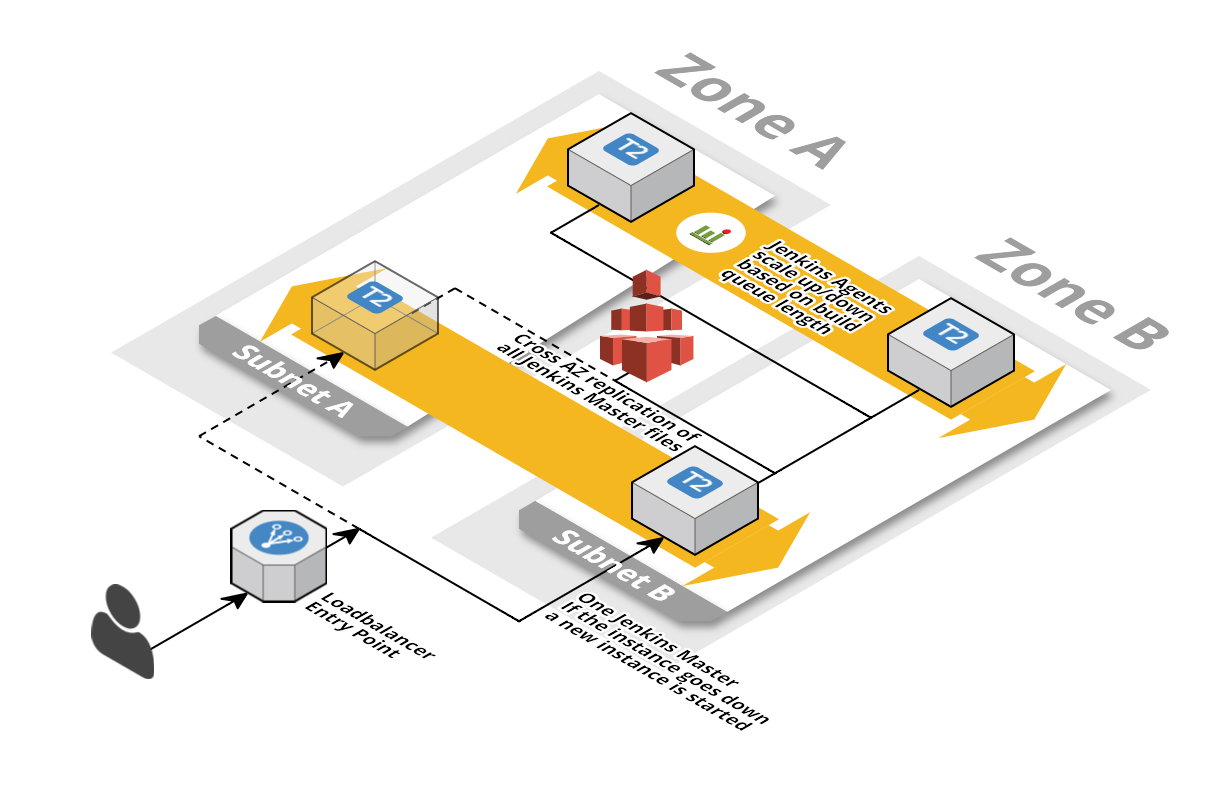 Zone A
T2
Jenkins Agents
scale up/down
based on build
queue length
Zone B
T2
T2
Cross AZ replication of
all Jenkins Master files
Subnet A
T2
Subnet B
Loadbalancer
Entry Point
One Jenkins Master
If the instance goes down
a new instance is started